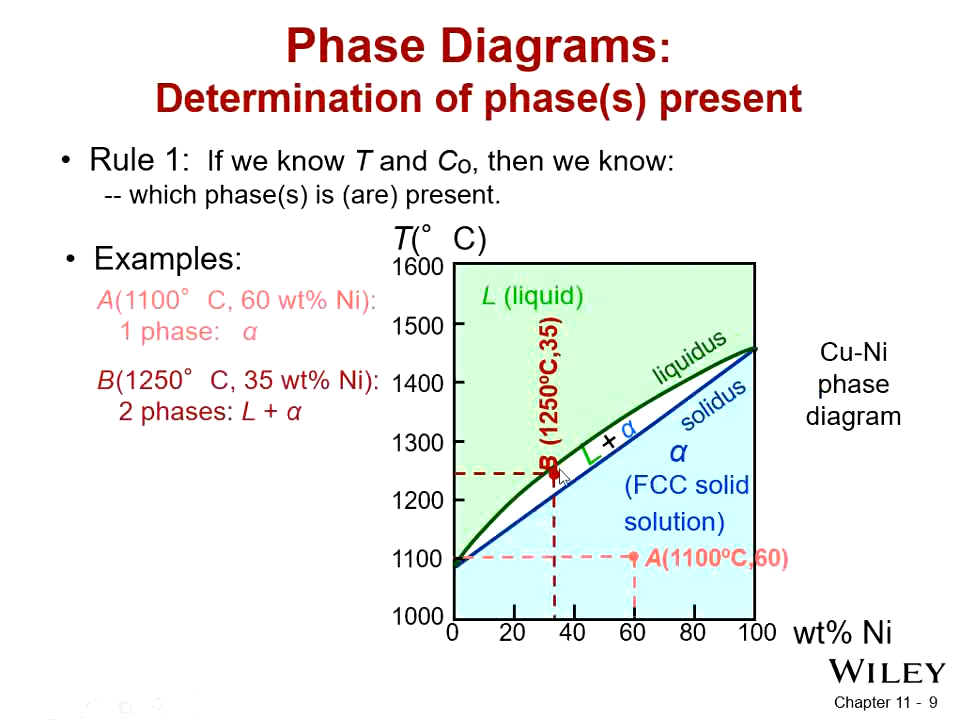 Phase Diagrams:
Determination of phase(s) present
• Rule 1: If we know T and Co, then we know:
-- which phase(s) is (are) present.
• Examples:
A(1100° C, 60 wt% Ni):
1 phase: α
B(1250° C, 35 wt% Ni):
2 phases: L + α
T(° C)
1600
1500
1400
1300
1200
1100
1000
0 20 40 60 80 100
wt% Ni
L (liquid)
B (1250ºC,35)
liquidus
solidus
L + α
α
(FCC solid
solution)
A(1100ºC,60)
Cu-Ni
phase
diagram
WILEY
Chapter 11 - 9